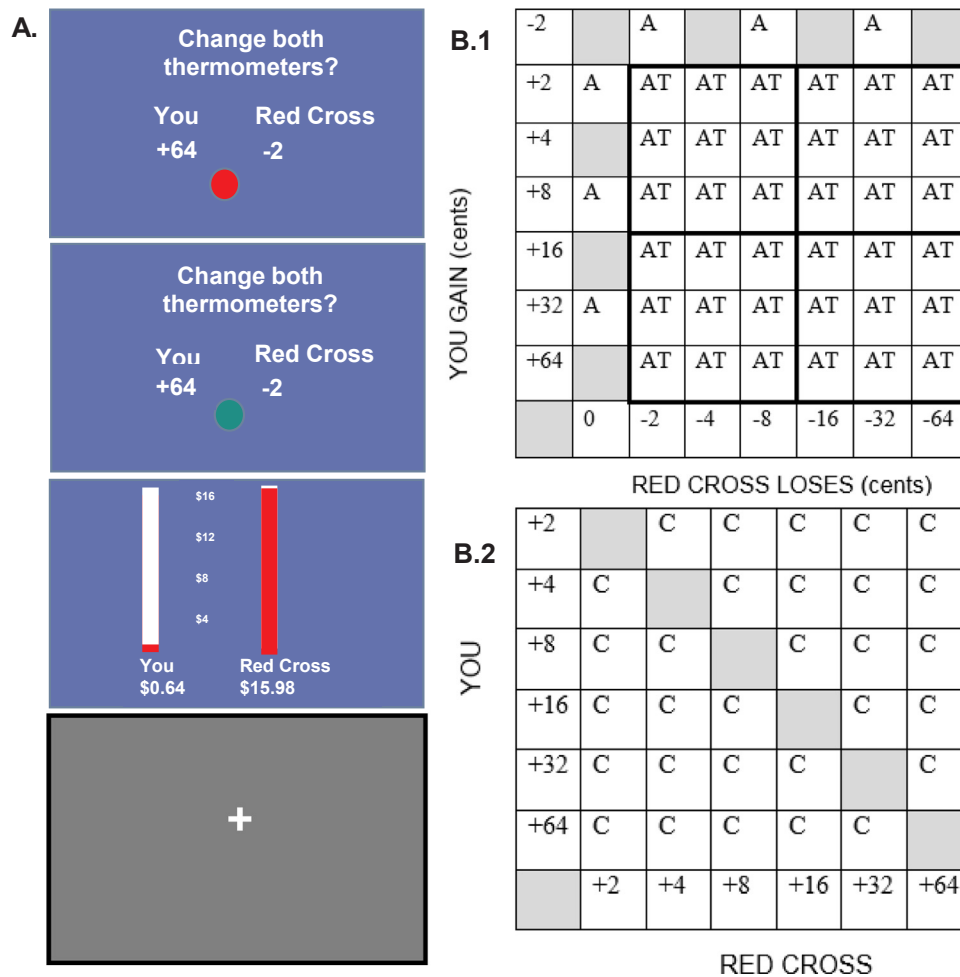 A.
Change both
thermometers?
You Red Cross
+64 -2
Change both
thermometers?
You Red Cross
+64 -2
$16
$12
$8
$4
You Red Cross
$0.64 $15.98
+
B.1
YOU GAIN (cents)
-2 A A A
+2 A AT AT AT AT AT AT
+4 AT AT AT AT AT AT
+8 A AT AT AT AT AT AT
+16 AT AT AT AT AT AT
+32 A AT AT AT AT AT AT
+64 AT AT AT AT AT AT
0 -2 -4 -8 -16 -32 -64
RED CROSS LOSES (cents)
B.2
YOU
+2 C C C C C
+4 C C C C C
+8 C C C C C
+16 C C C C C
+32 C C C C C
+64 C C C C C
+2 +4 +8 +16 +32 +64
RED CROSS